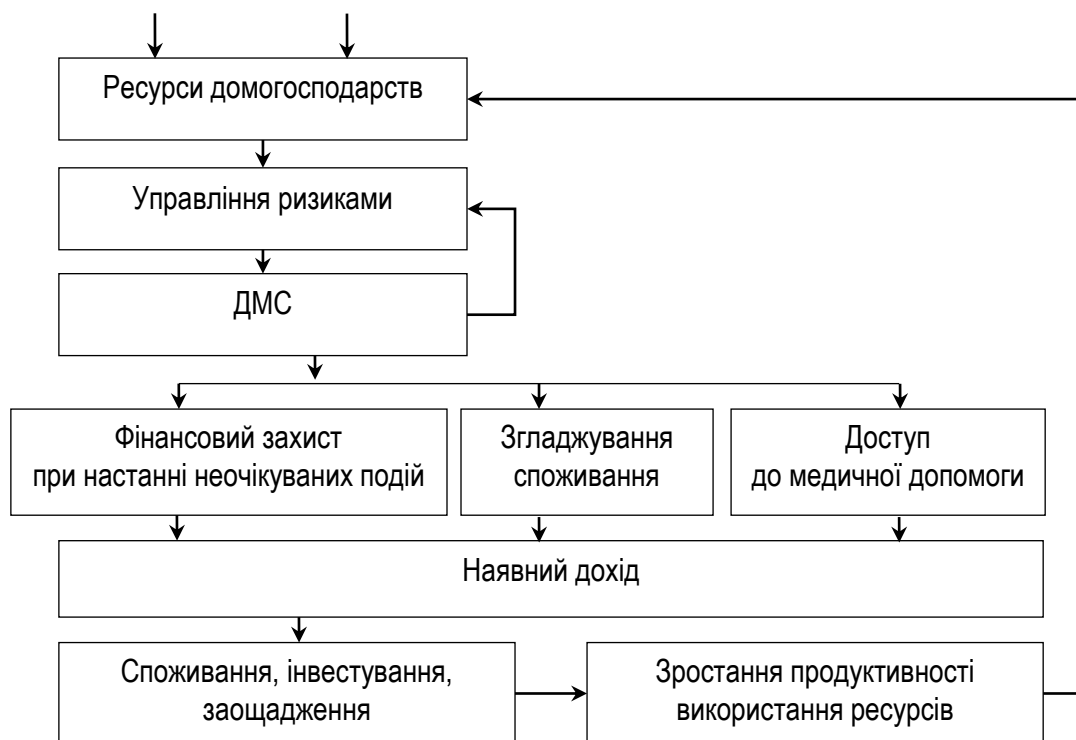 Ресурси домогосподарств
Управління ризиками
ДМС
Фінансовий захист
при настанні неочікуваних подій
Згладжування
споживання
Доступ
до медичної допомоги
Наявний дохід
Споживання, інвестування,
заощадження
Зростання продуктивності
використання ресурсів